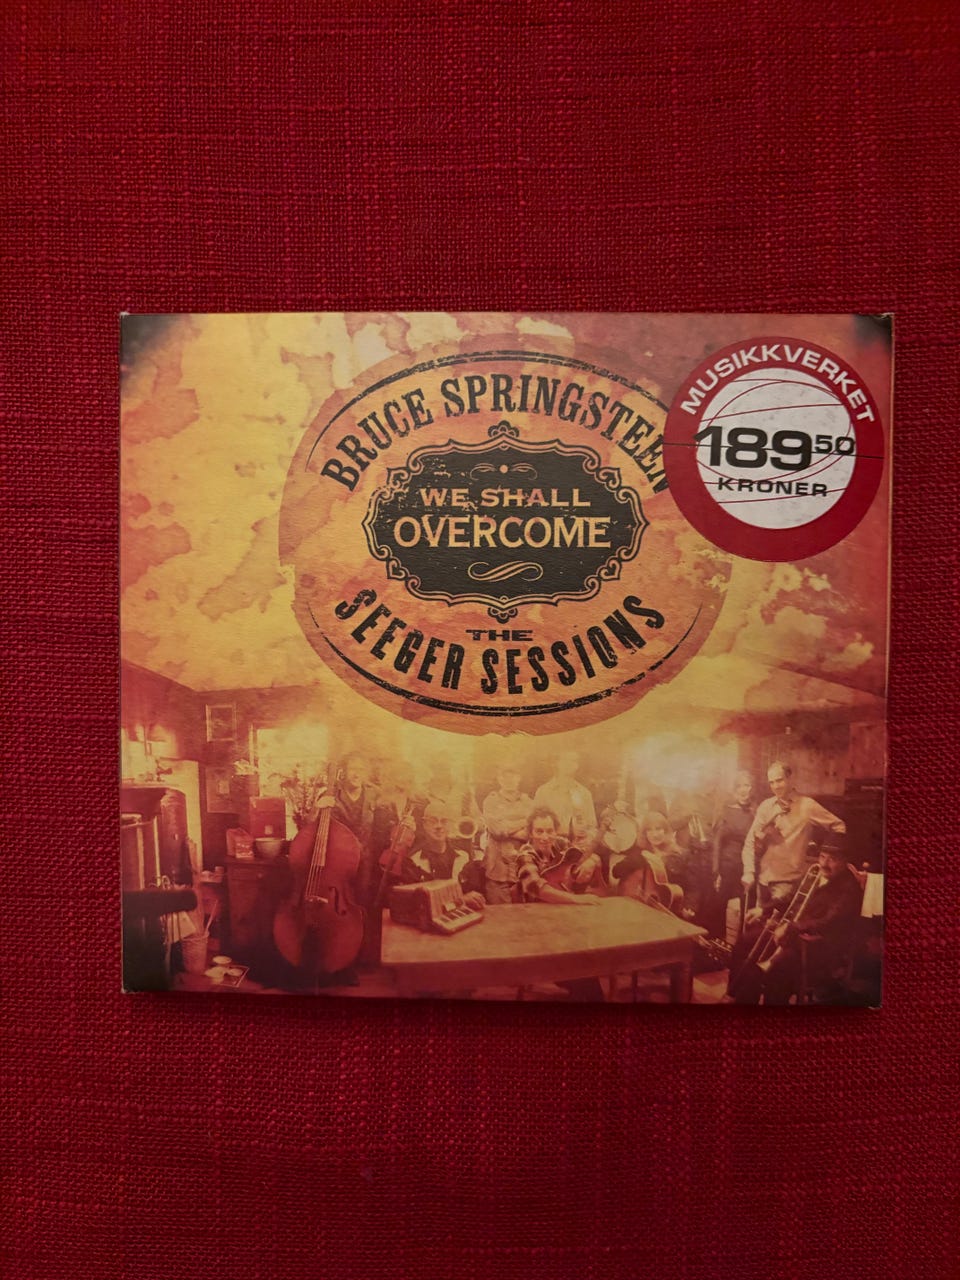 BRUCE SPRINGSTEEN
WE SHALL
OVERCOME
THE
SEEGER SESSIONS
MUSIKKVERKET
18950
KRONER